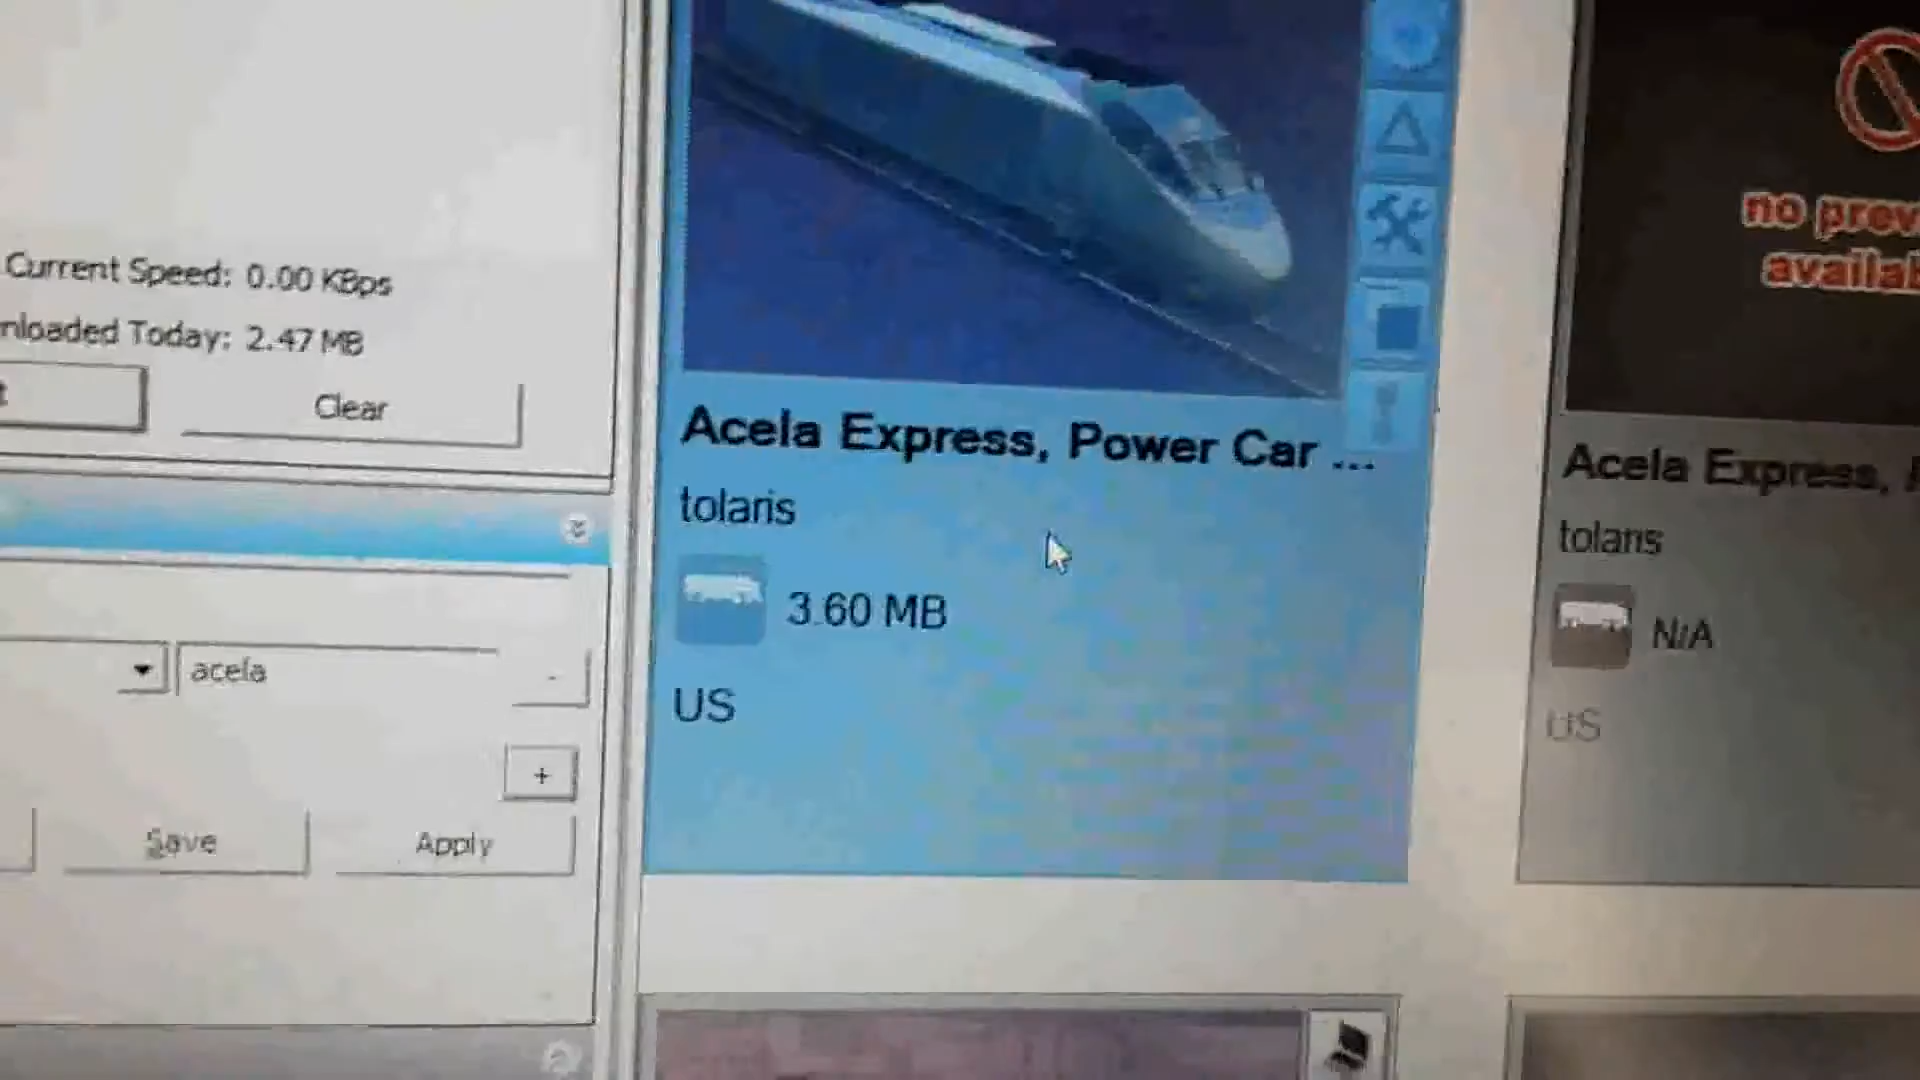 Current Speed: 0.00 KBps
nloaded Today: 2.47 MB
Clear
acela
-
+
Save
Apply
Acela Express, Power Car ...
tolaris
3.60 MB
US
no prev
availab
Acela Express,
tolaris
N/A
US